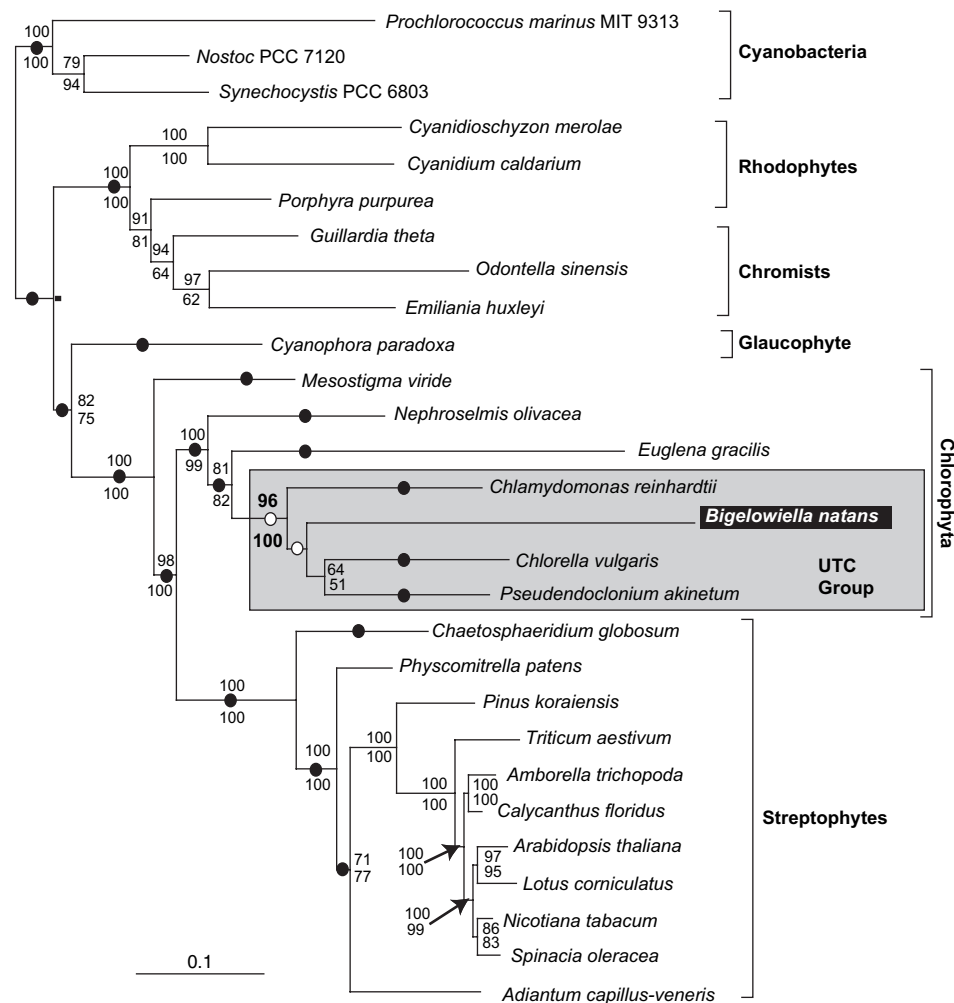 Prochlorococcus marinus MIT 9313
100
100
Cyanobacteria
Nostoc PCC 7120
79
94
Synechocystis PCC 6803
Cyanidioschyzon merolae
100
100
Cyanidium caldarium
Rhodophytes
100
100
Porphyra purpurea
91
81
Guillardia theta
94
64
Odontella sinensis
97
62
Chromists
Emiliania huxleyi
Cyanophora paradoxa
Glaucophyte
82
75
Mesostigma viride
Nephroselmis olivacea
100
99
Euglena gracilis
81
82
Chlorophyta
100
100
Chlamydomonas reinhardtii
96
100
Bigelowiella natans
Chlorella vulgaris
64
51
UTC
Group
98
100
Pseudendoclonium akinetum
Chaetosphaeridium globosum
Physcomitrella patens
100
100
Pinus koraiensis
Triticum aestivum
100
100
100
100
Amborella trichopoda
100
100
100
100
Calycanthus floridus
Streptophytes
Arabidopsis thaliana
97
95
100
100
71
77
Lotus corniculatus
100
99
Nicotiana tabacum
86
83
Spinacia oleracea
0.1
Adiantum capillus-veneris